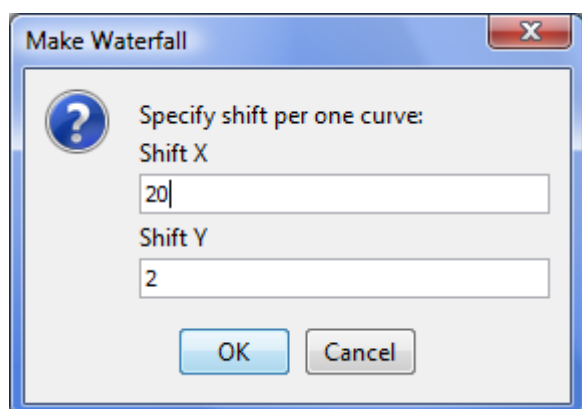 Make Waterfall
Specify shift per one curve:
Shift X
20
Shift Y
2
OK Cancel